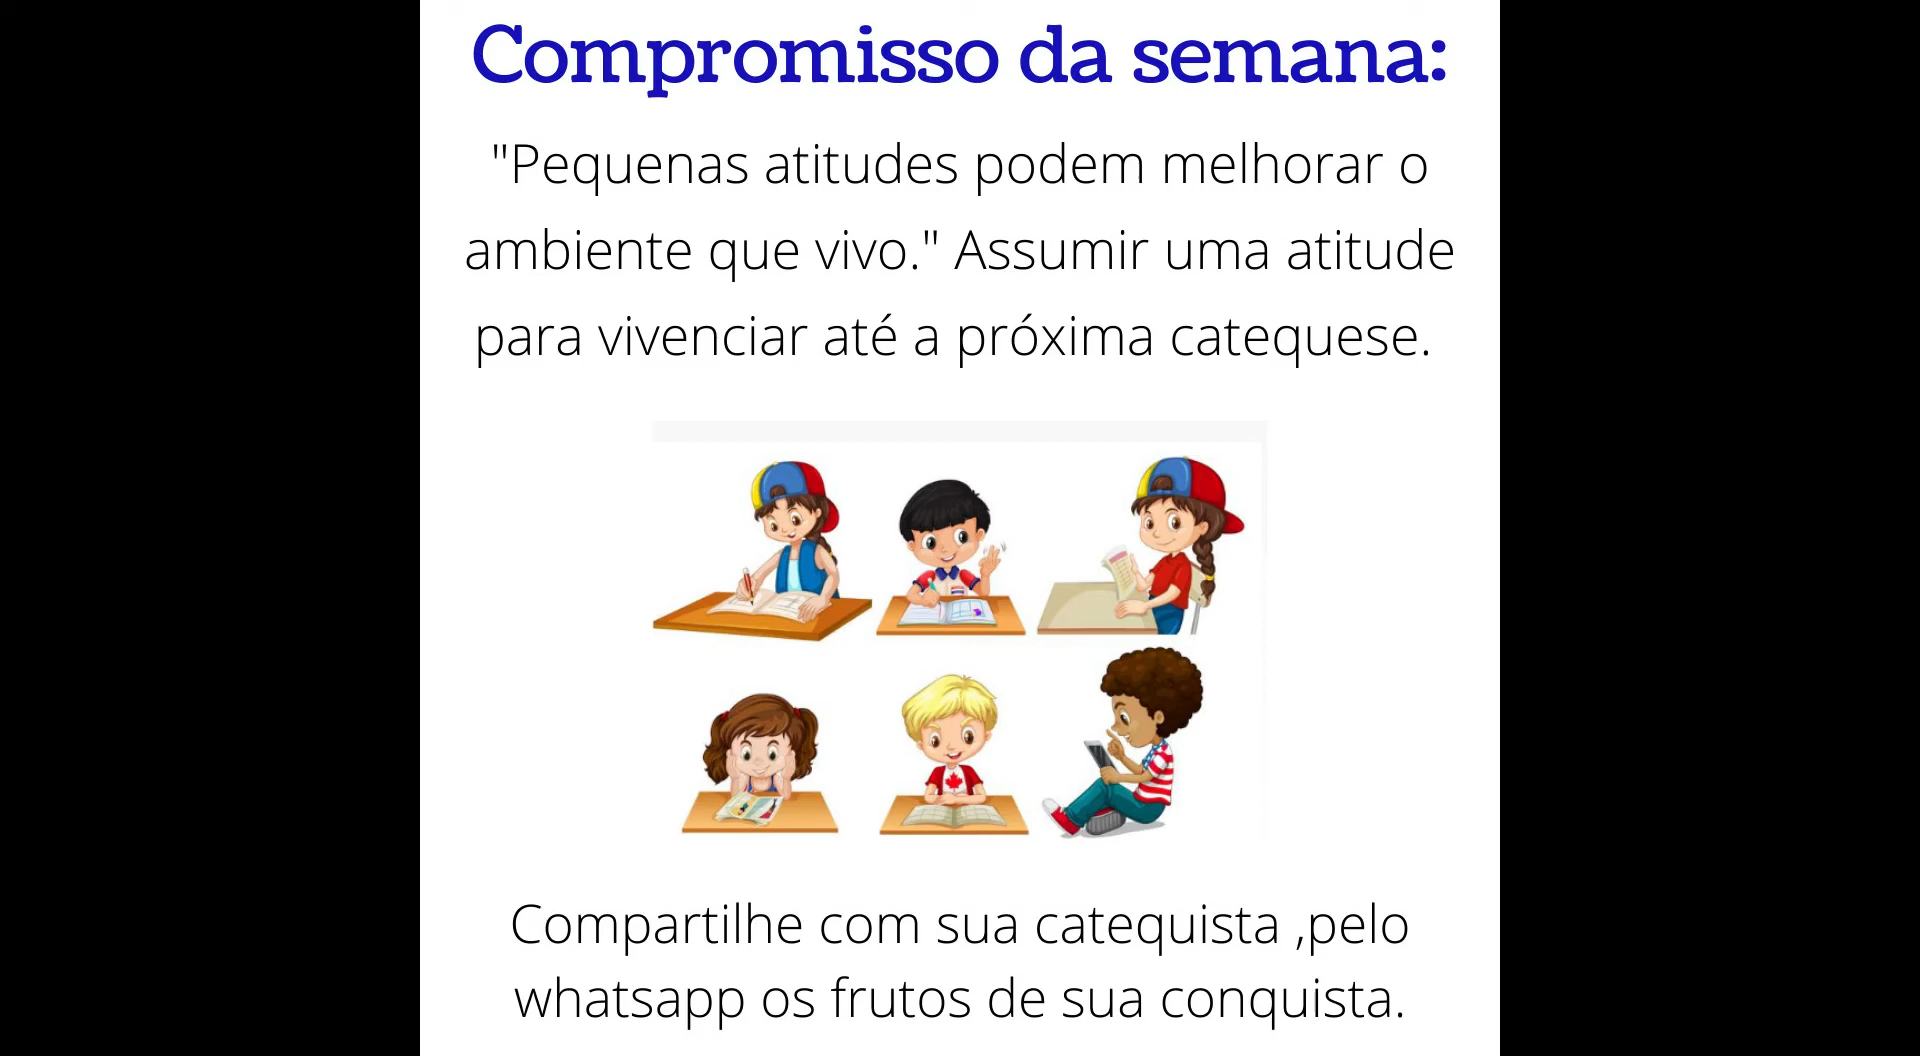 Compromisso da semana:
"Pequenas atitudes podem melhorar o
ambiente que vivo." Assumir uma atitude
para vivenciar até a próxima catequese.
Compartilhe com sua catequista ,pelo
whatsapp os frutos de sua conquista.